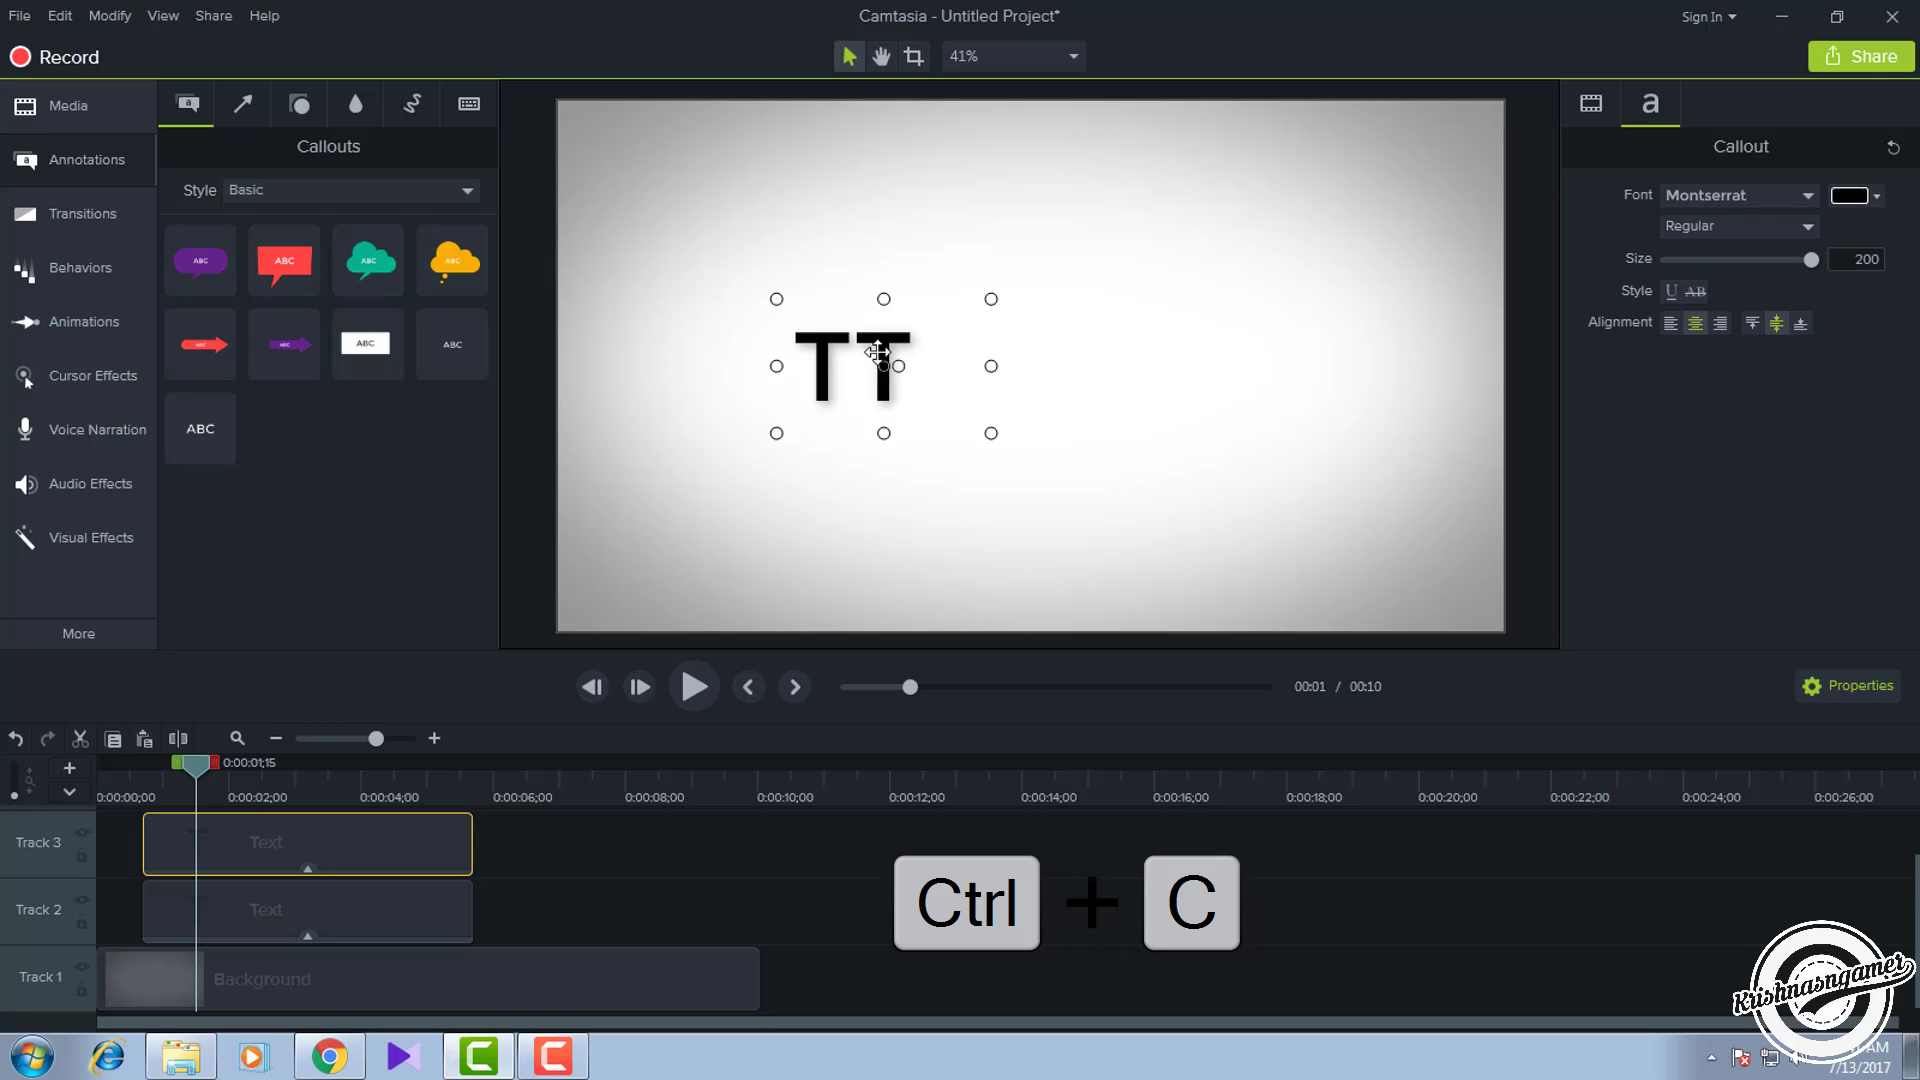 File Edit Modify View Share Help
Camtasia - Untitled Project*
Sign In
Record
41%
Share
Media
Annotations
Transitions
Behaviors
Animations
Cursor Effects
Voice Narration
Audio Effects
Visual Effects
More
Callouts
Style Basic
ABC ABC ABC ABC
ABC ABC ABC ABC
ABC
TT
a
Callout
Font Montserrat
Regular
Size 200
Style U AB
Alignment
00:01 / 00:10
Properties
0:00:01;15
0:00:00;00 0:00:02;00 0:00:04;00 0:00:06;00 0:00:08;00 0:00:10;00 0:00:12;00 0:00:14;00 0:00:16;00 0:00:18;00 0:00:20;00 0:00:22;00 0:00:24;00 0:00:26;00
Track 3 Text
Track 2 Text
Track 1 Background
Ctrl + C
Krishnasngamer
AM
7/13/2017